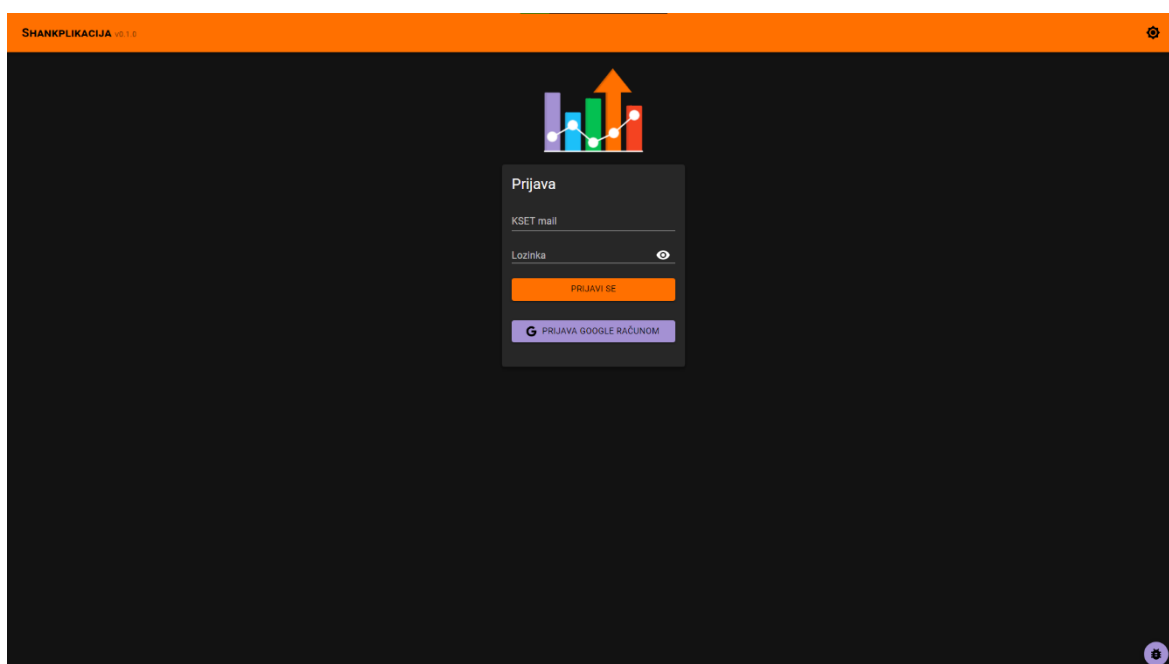 SHANKPLIKACIJA v0.1.0
Prijava
KSET mail
Lozinka
PRIJAVI SE
PRIJAVA GOOGLE RAČUNOM